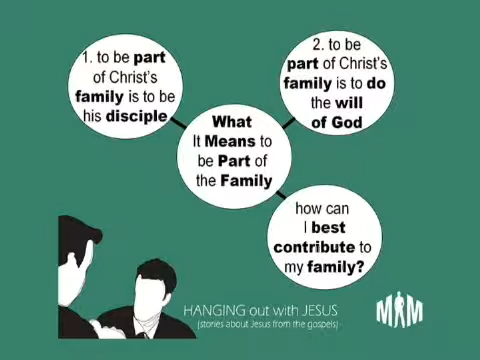 1. to be part
of Christ's
family is to be
his disciple
2. to be
part of Christ's
family is to do
the will
of God
What
It Means to
be Part of
the Family
how can
I best
contribute to
my family?
HANGING out with JESUS
(stories about Jesus from the gospels)
MM